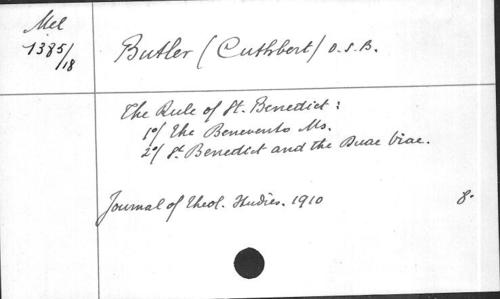 Mel
1385/18
Butler (Cuthbert) O.S.B.
The Rule of St. Benedict:
1°/ the Benevento Ms.
2°/ St. Benedict and the Duae Viae.
Journal of theol. Studies. 1910 8°